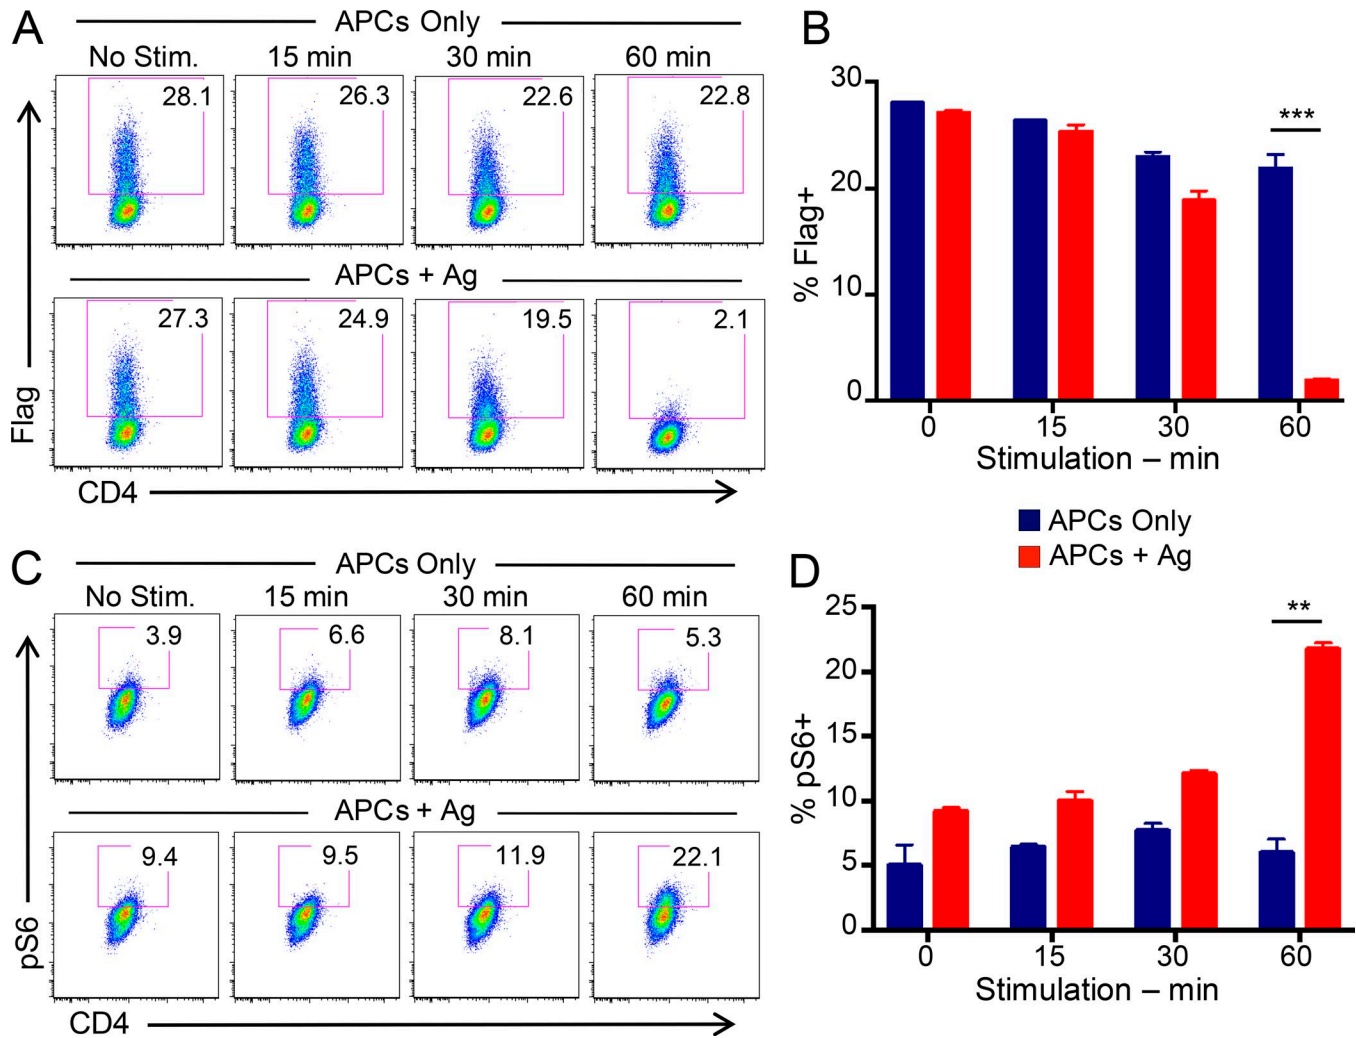 A
APCs Only
No Stim. 15 min 30 min 60 min
28.1 26.3 22.6 22.8
APCs + Ag
27.3 24.9 19.5 2.1
Flag
CD4
B
30
20
10
0
% Flag+
0 15 30 60
Stimulation – min
***
APCs Only
APCs + Ag
C
APCs Only
No Stim. 15 min 30 min 60 min
3.9 6.6 8.1 5.3
APCs + Ag
9.4 9.5 11.9 22.1
pS6
CD4
D
25
20
15
10
5
0
% pS6+
0 15 30 60
Stimulation – min
**